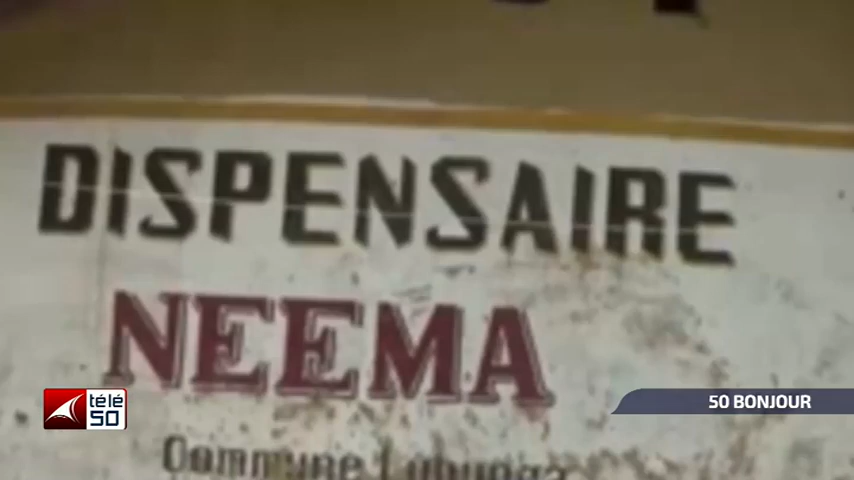 DISPENSAIRE
NEEMA
Commune
télé
50
50 BONJOUR